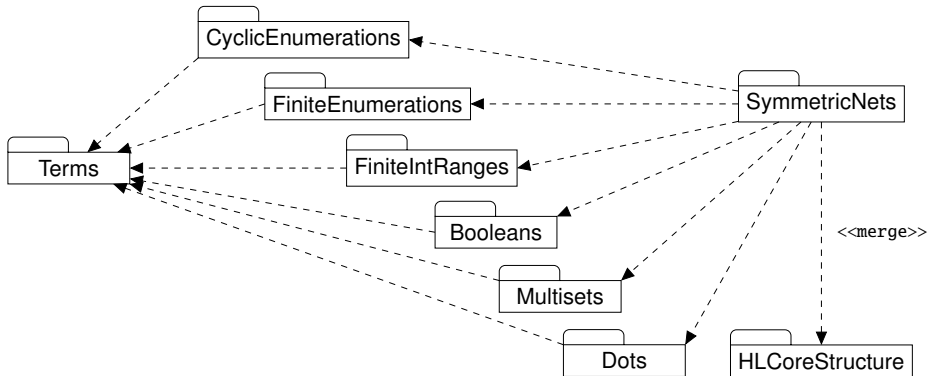 CyclicEnumerations
FiniteEnumerations
SymmetricNets
Terms
FiniteIntRanges
Booleans
<<merge>>
Multisets
Dots
HLCoreStructure